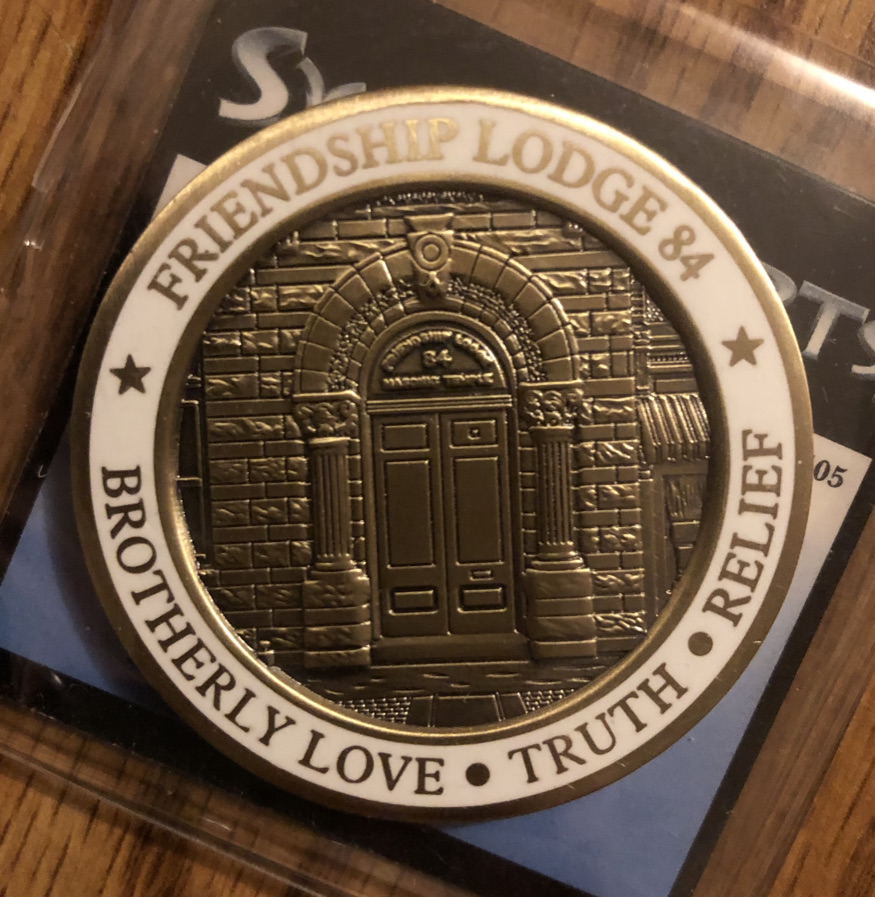 FRIENDSHIP LODGE 84
FRIENDSHIP LODGE
84
MASONIC TEMPLE
BROTHERLY LOVE • TRUTH • RELIEF